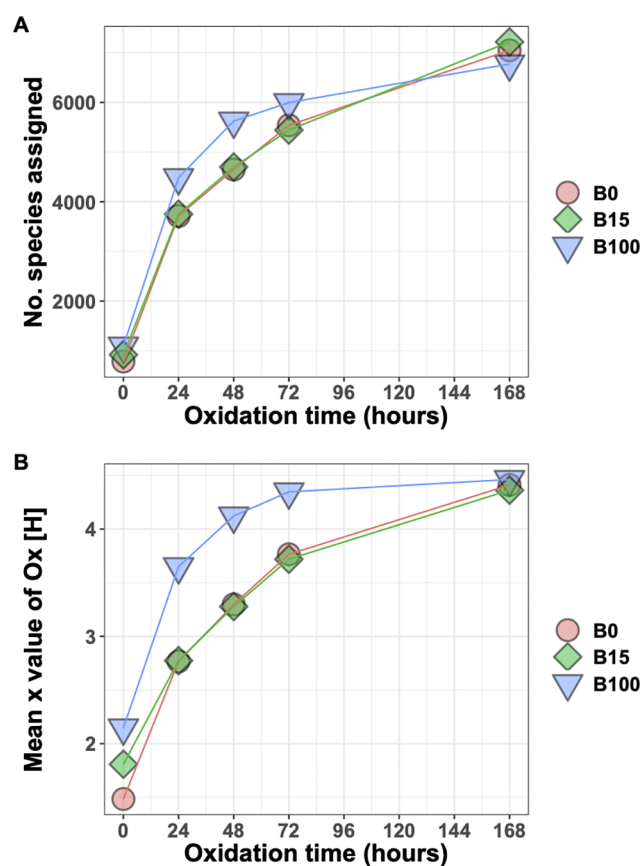 A
No. species assigned
6000
4000
2000
0 24 48 72 96 120 144 168
Oxidation time (hours)
B0
B15
B100
B
Mean x value of Ox [H]
4
3
2
0 24 48 72 96 120 144 168
Oxidation time (hours)
B0
B15
B100